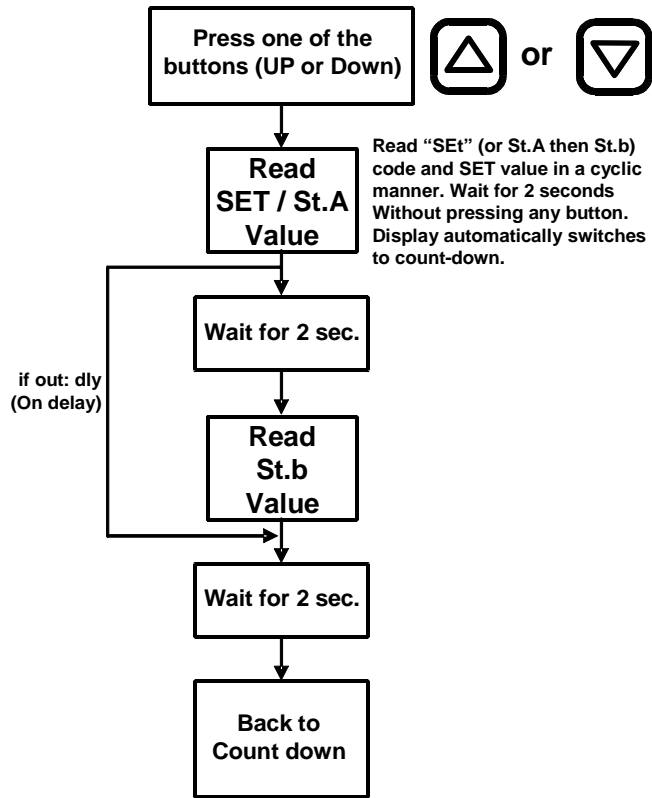 Press one of the
buttons (UP or Down)
or
Read
SET / St.A
Value
Read “SEt” (or St.A then St.b)
code and SET value in a cyclic
manner. Wait for 2 seconds
Without pressing any button.
Display automatically switches
to count-down.
Wait for 2 sec.
if out: dly
(On delay)
Read
St.b
Value
Wait for 2 sec.
Back to
Count down